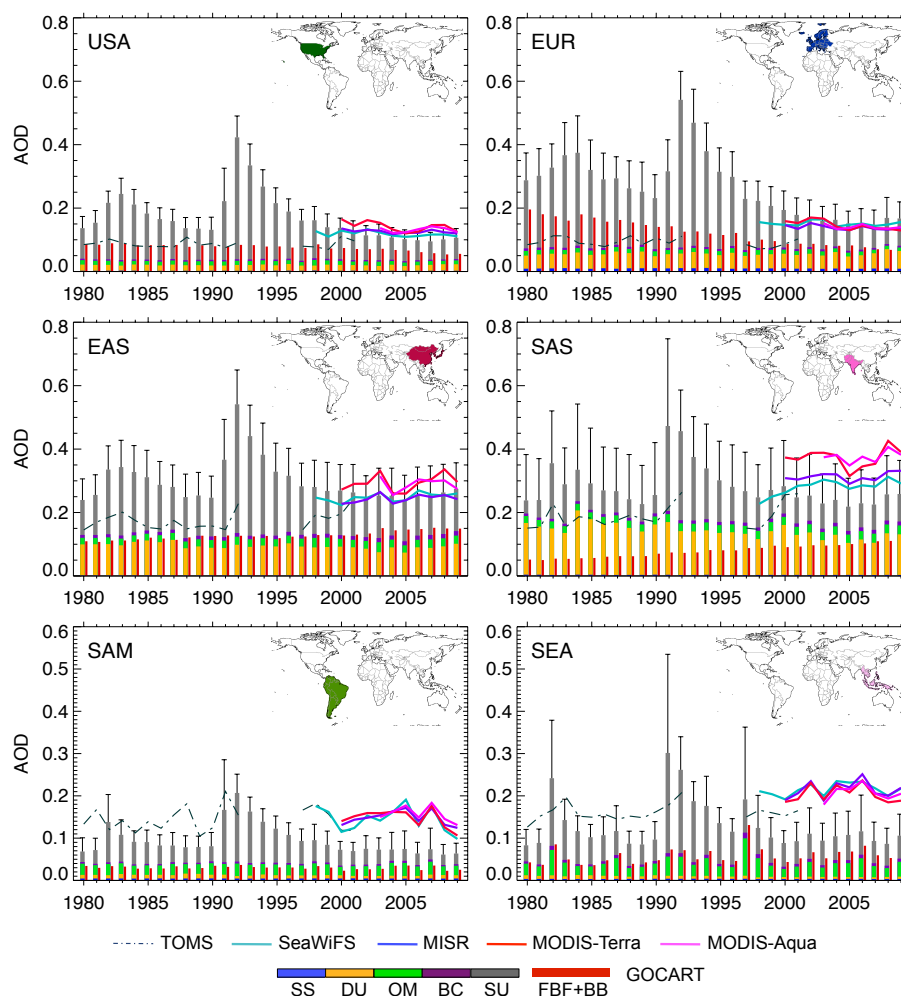 USA
AOD
0.8
0.6
0.4
0.2
0.0
1980 1985 1990 1995 2000 2005
EUR
0.8
0.6
0.4
0.2
0.0
1980 1985 1990 1995 2000 2005
EAS
AOD
0.8
0.6
0.4
0.2
0.0
1980 1985 1990 1995 2000 2005
SAS
0.8
0.6
0.4
0.2
0.0
1980 1985 1990 1995 2000 2005
SAM
AOD
0.6
0.5
0.4
0.3
0.2
0.1
0.0
1980 1985 1990 1995 2000 2005
SEA
0.6
0.5
0.4
0.3
0.2
0.1
0.0
1980 1985 1990 1995 2000 2005
TOMS SeaWiFS MISR MODIS-Terra MODIS-Aqua
GOCART
SS DU OM BC SU FBF+BB